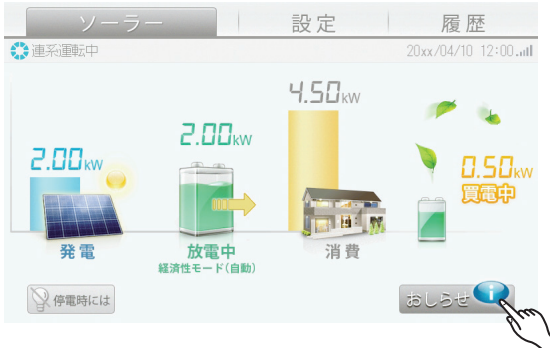 ソーラー
設定
履歴
連系運転中
20xx/04/10 12:00
4.50kW
2.00kW
2.00kW
0.50kW
買電中
発電
放電中
経済性モード(自動)
消費
停電時には
おしらせ i